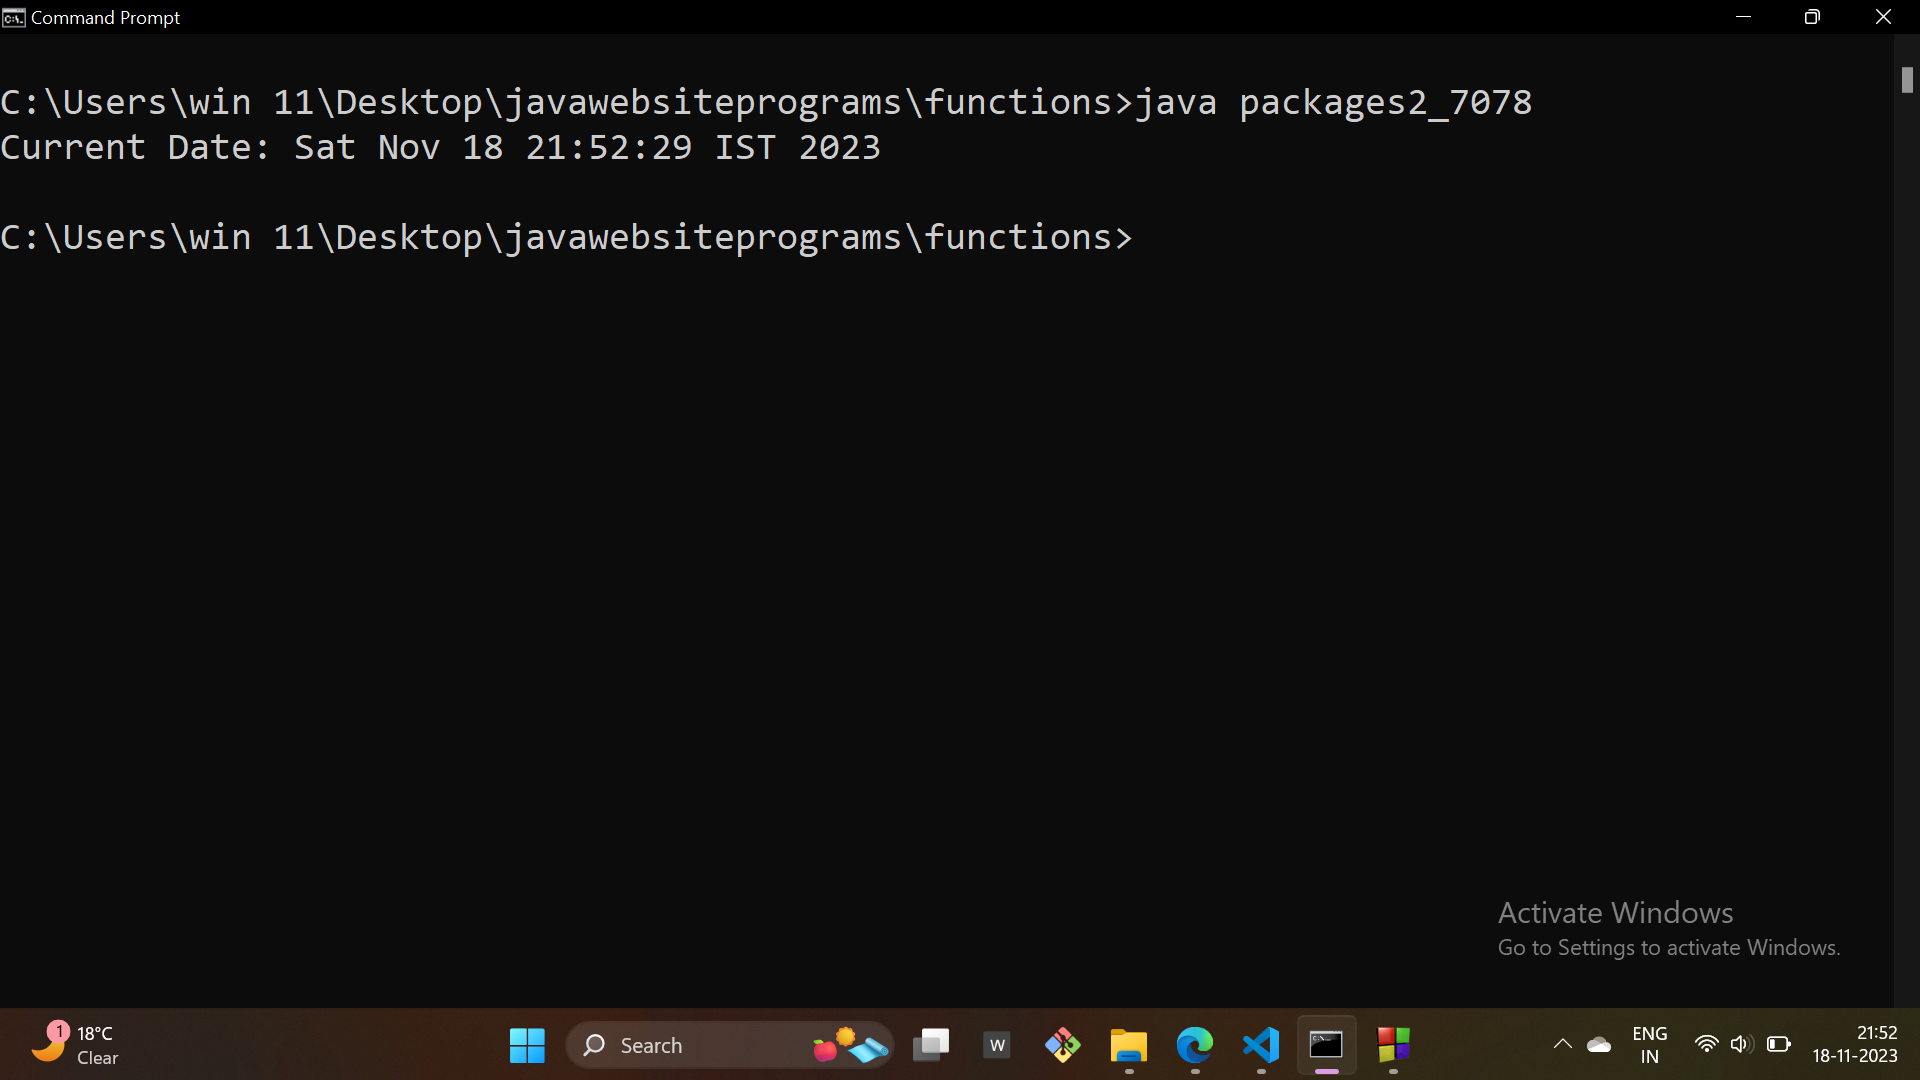 Command Prompt
C:\Users\win 11\Desktop\javawebsiteprograms\functions>java packages2_7078
Current Date: Sat Nov 18 21:52:29 IST 2023
C:\Users\win 11\Desktop\javawebsiteprograms\functions>
Activate Windows
Go to Settings to activate Windows.
1
18°C
Clear
Search
W
ENG
IN
21:52
18-11-2023